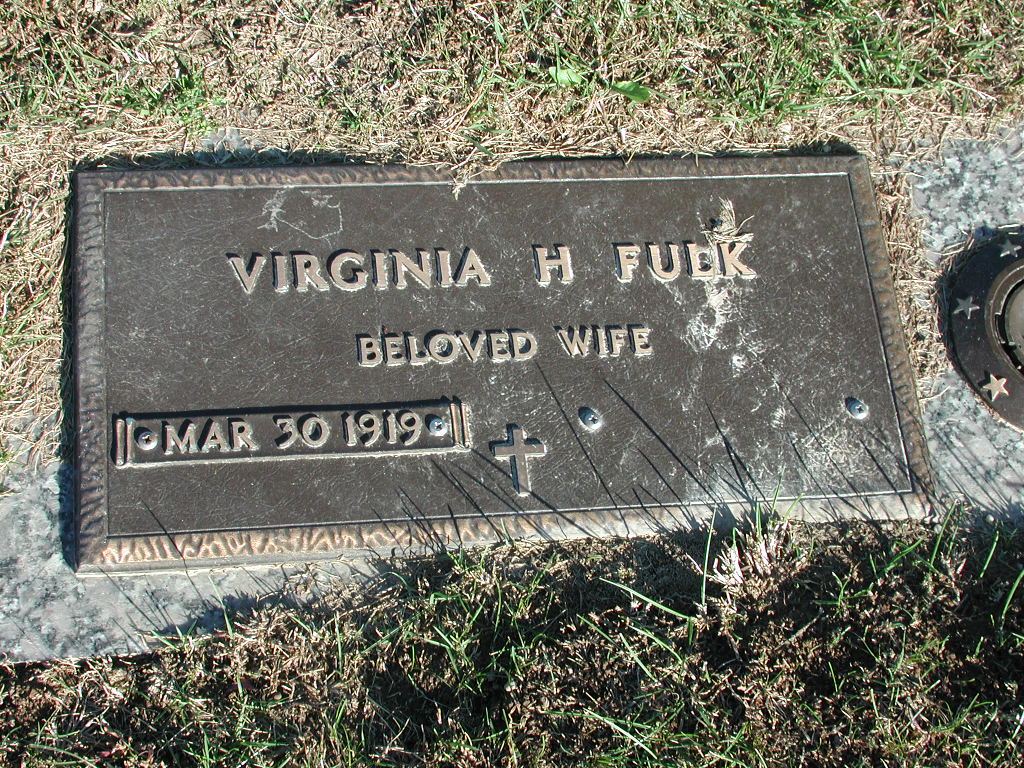 VIRGINIA H FULK
BELOVED WIFE
MAR 30 1919